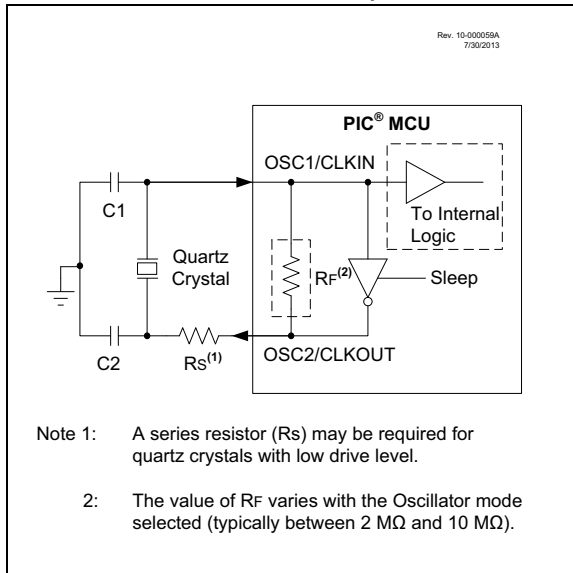 Rev. 10-000059A
7/30/2013
PIC® MCU
OSC1/CLKIN
C1
To Internal
Logic
Quartz
Crystal
RF(2)
Sleep
C2
RS(1)
OSC2/CLKOUT
Note 1: A series resistor (Rs) may be required for
quartz crystals with low drive level.
2: The value of RF varies with the Oscillator mode
selected (typically between 2 MΩ and 10 MΩ).